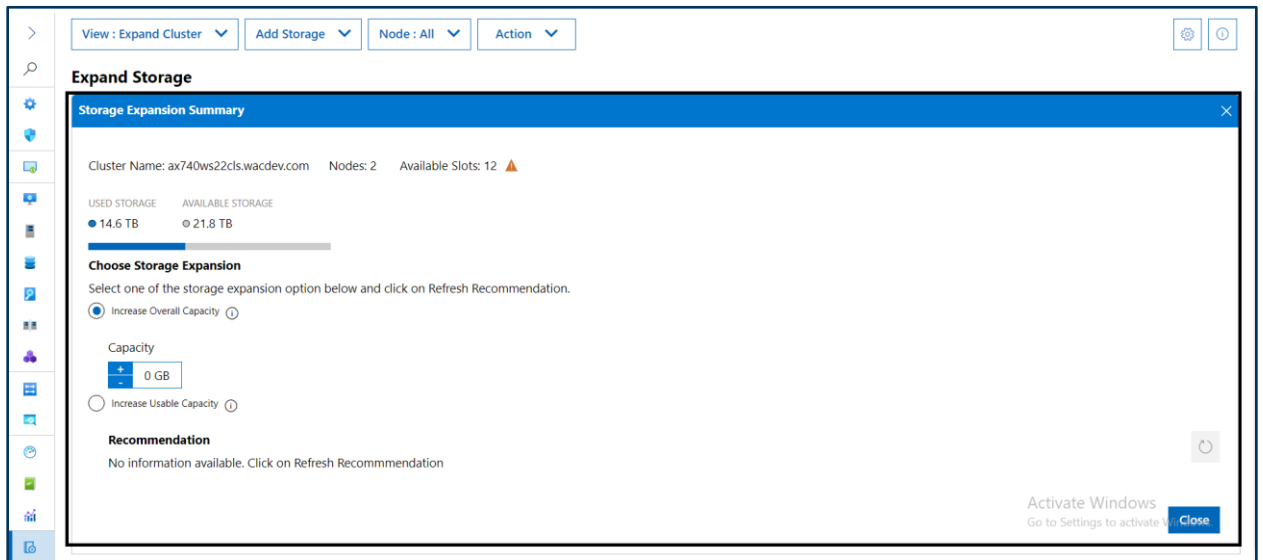 View : Expand Cluster Add Storage Node : All Action
Expand Storage
Storage Expansion Summary
Cluster Name: ax740ws22cls.wacdev.com Nodes: 2 Available Slots: 12
USED STORAGE AVAILABLE STORAGE
14.6 TB 21.8 TB
Choose Storage Expansion
Select one of the storage expansion option below and click on Refresh Recommendation.
Increase Overall Capacity
Capacity
+
0 GB
-
Increase Usable Capacity
Recommendation
No information available. Click on Refresh Recommmendation
Activate Windows
Go to Settings to activate Windows.
Close